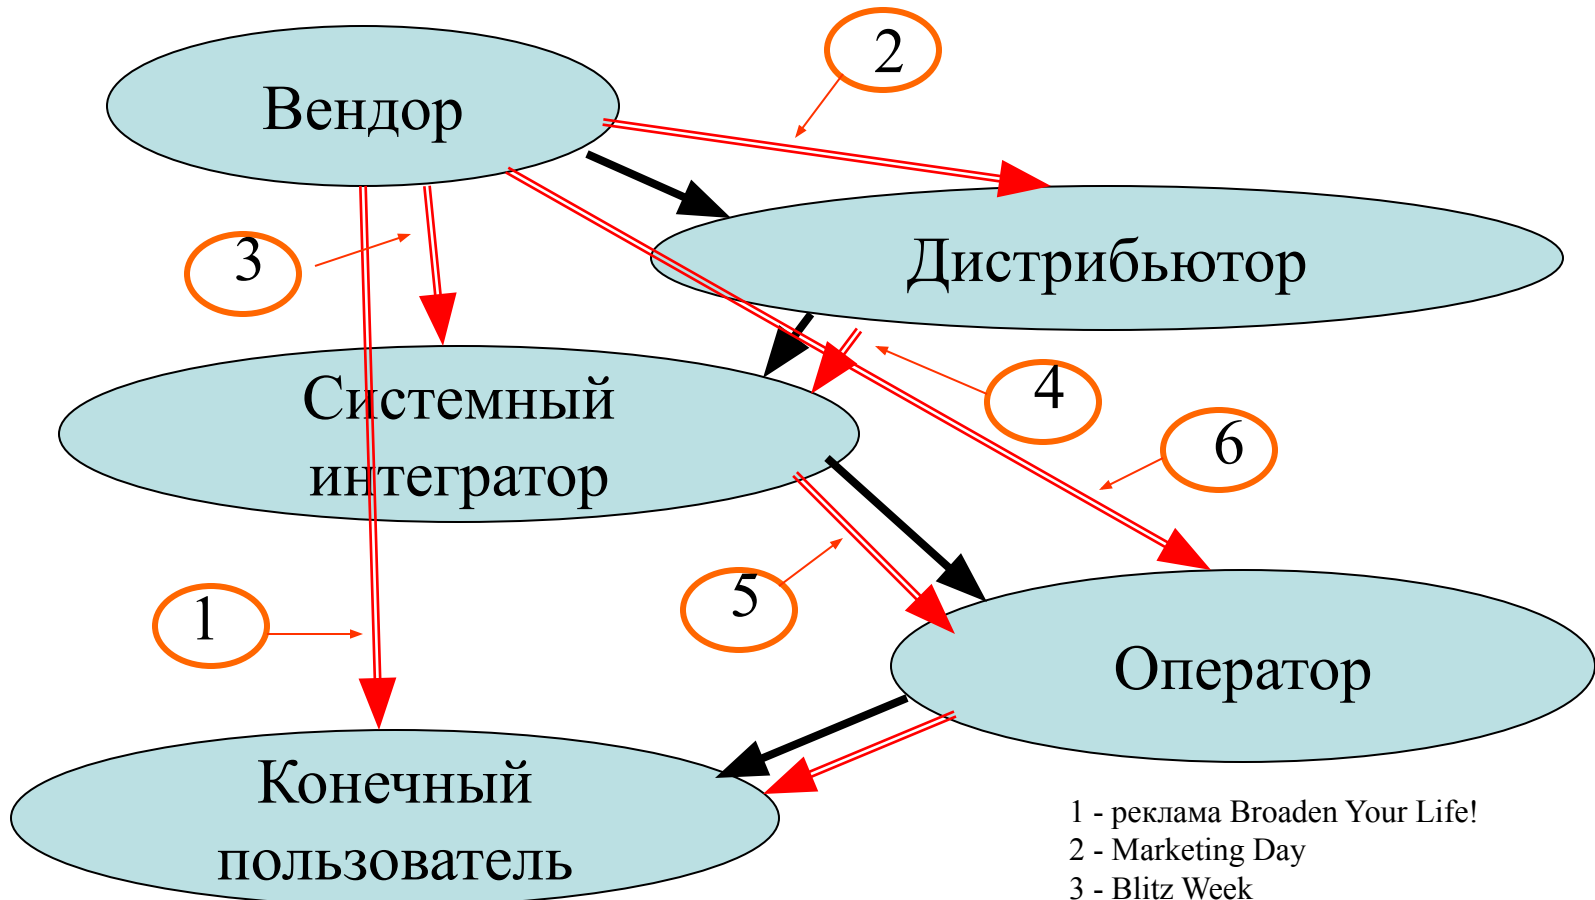 2
Вендор
3
Дистрибьютор
Системный
интегратор
4
6
5
1
Оператор
Конечный
пользователь
1 - реклама Broaden Your Life!
2 - Marketing Day
3 - Blitz Week